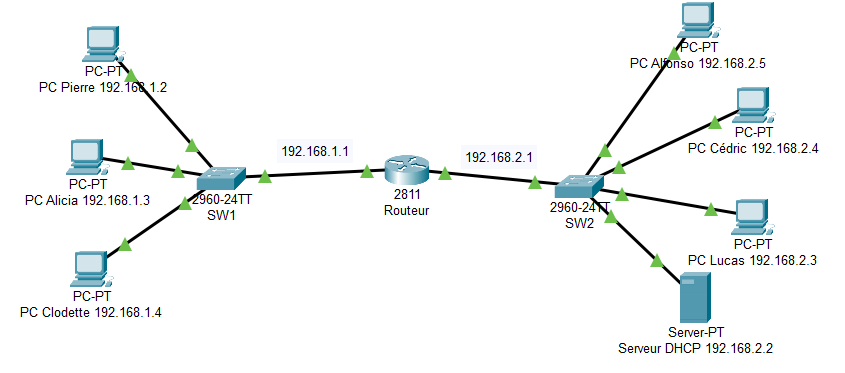 PC-PT
PC Pierre 192.168.1.2
PC-PT
PC Alicia 192.168.1.3
PC-PT
PC Clodette 192.168.1.4
2960-24TT
SW1
192.168.1.1
2811
Routeur
192.168.2.1
2960-24TT
SW2
PC-PT
PC Alfonso 192.168.2.5
PC-PT
PC Cédric 192.168.2.4
PC-PT
PC Lucas 192.168.2.3
Server-PT
Serveur DHCP 192.168.2.2